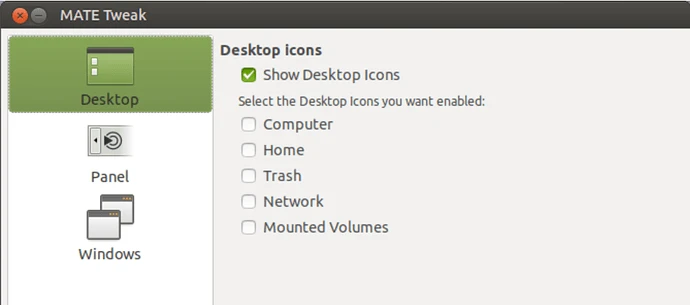 MATE Tweak
Desktop
Panel
Windows
Desktop icons
Show Desktop Icons
Select the Desktop Icons you want enabled:
Computer
Home
Trash
Network
Mounted Volumes